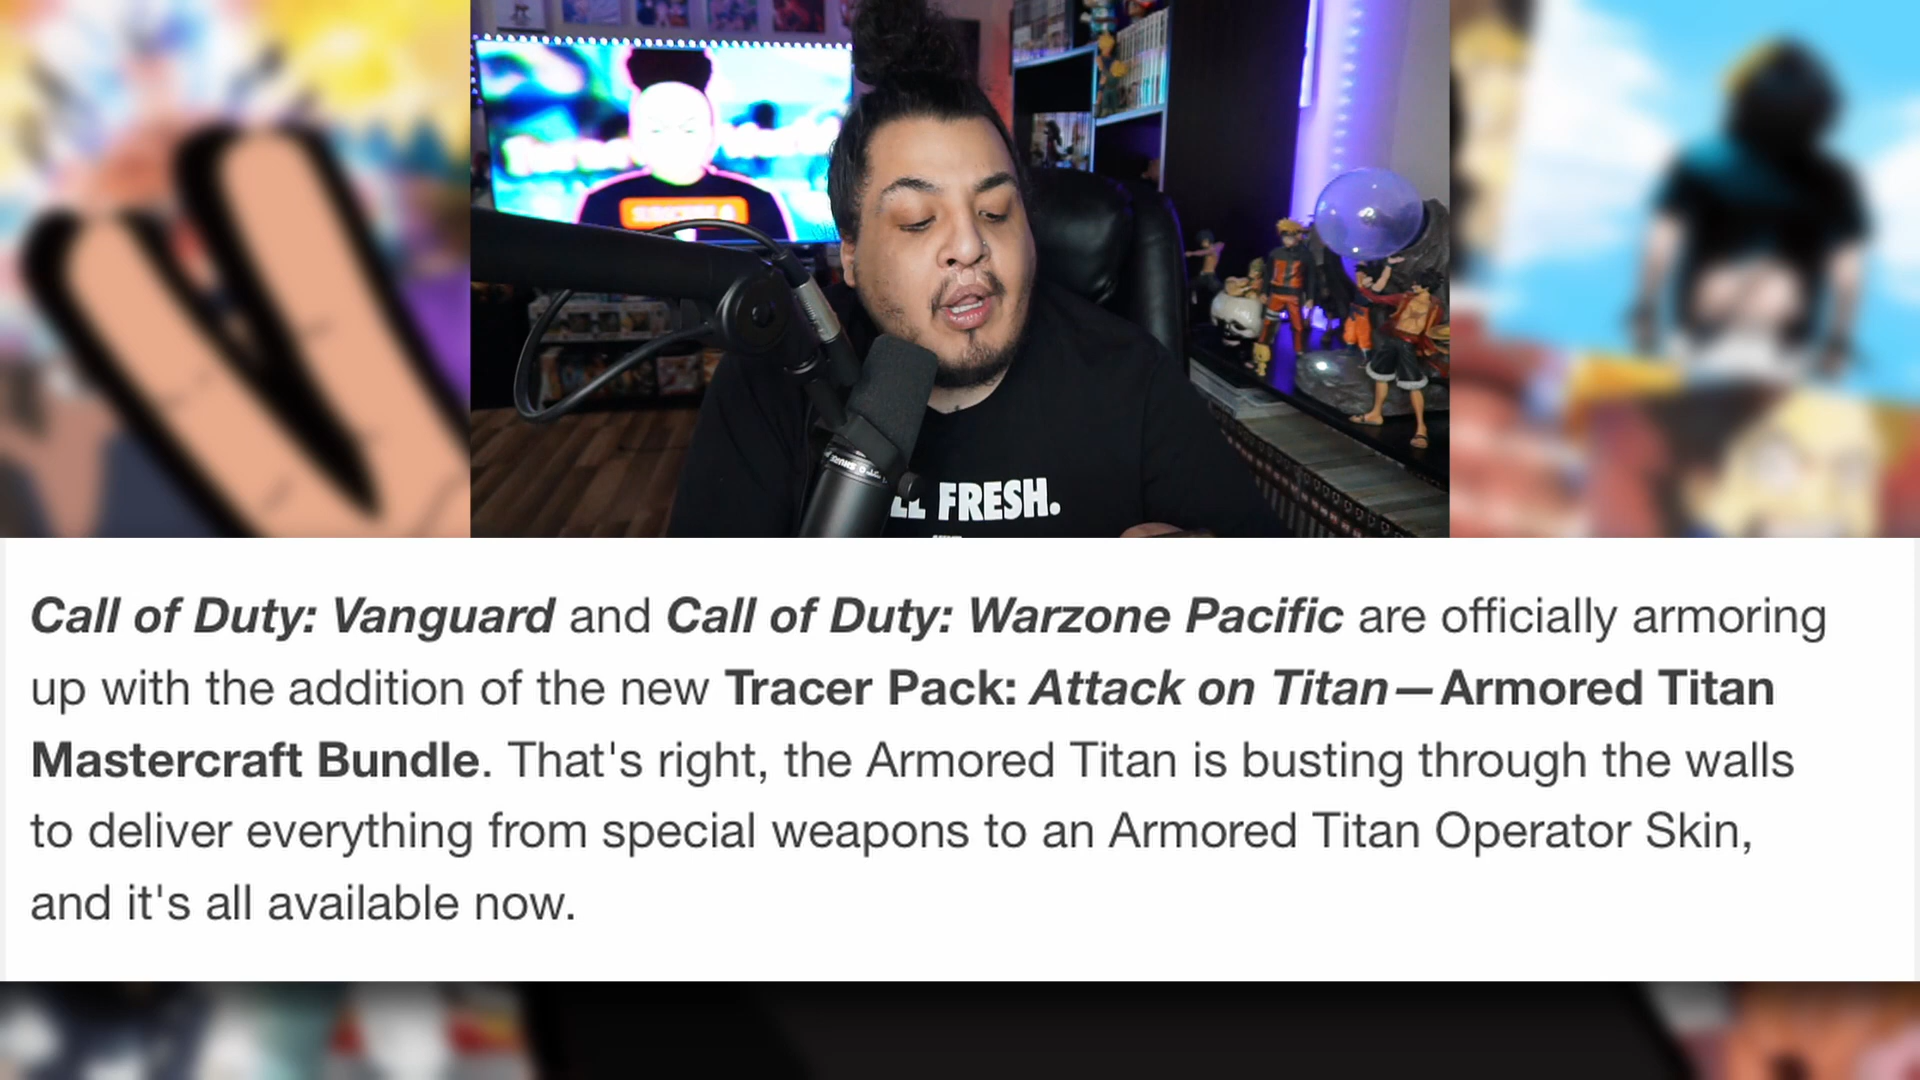 LL FRESH.
Call of Duty: Vanguard and Call of Duty: Warzone Pacific are officially armoring
up with the addition of the new Tracer Pack: Attack on Titan—Armored Titan
Mastercraft Bundle. That's right, the Armored Titan is busting through the walls
to deliver everything from special weapons to an Armored Titan Operator Skin,
and it's all available now.